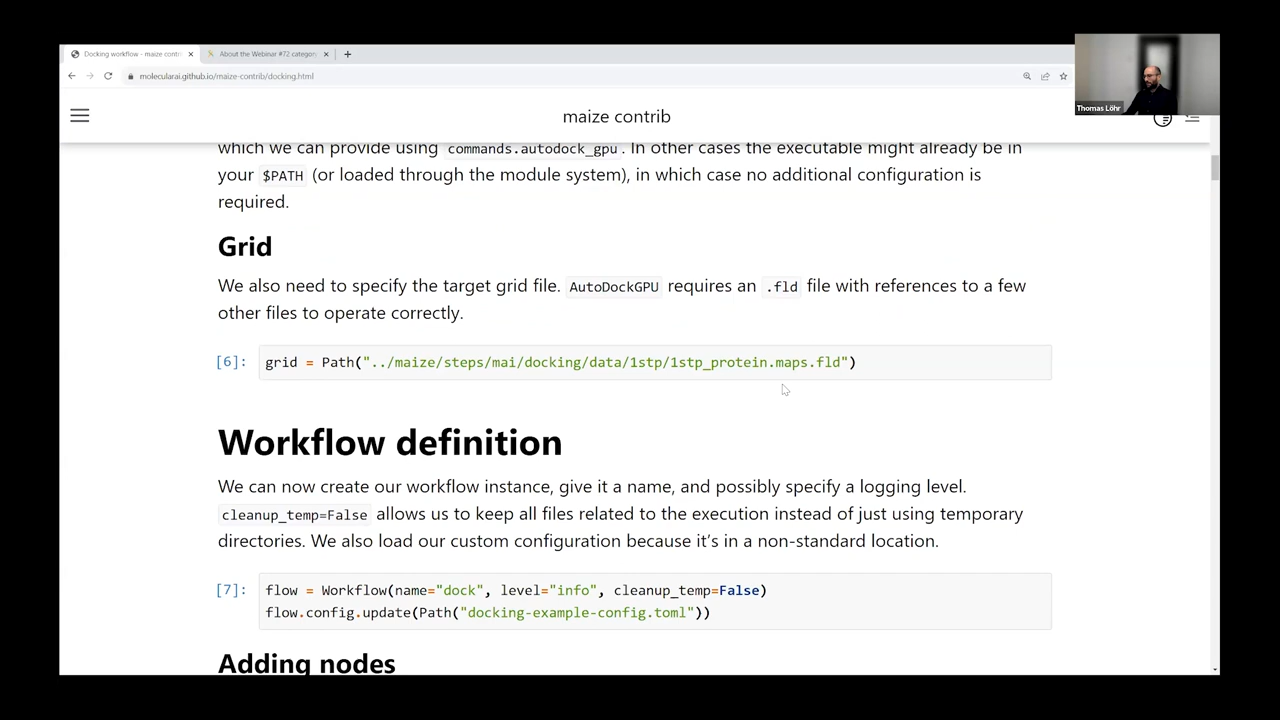 Docking workflow - maize contri
About the Webinar #72 categor
molecularai.github.io/maize-contrib/docking.html
Thomas Löhr
maize contrib
which we can provide using commands.autodock_gpu. In other cases the executable might already be in
your $PATH (or loaded through the module system), in which case no additional configuration is
required.
Grid
We also need to specify the target grid file. AutoDockGPU requires an .fld file with references to a few
other files to operate correctly.
[6]: grid = Path("../maize/steps/mai/docking/data/1stp/1stp_protein.maps.fld")
Workflow definition
We can now create our workflow instance, give it a name, and possibly specify a logging level.
cleanup_temp=False allows us to keep all files related to the execution instead of just using temporary
directories. We also load our custom configuration because it’s in a non-standard location.
[7]: flow = Workflow(name="dock", level="info", cleanup_temp=False)
flow.config.update(Path("docking-example-config.toml"))
Adding nodes